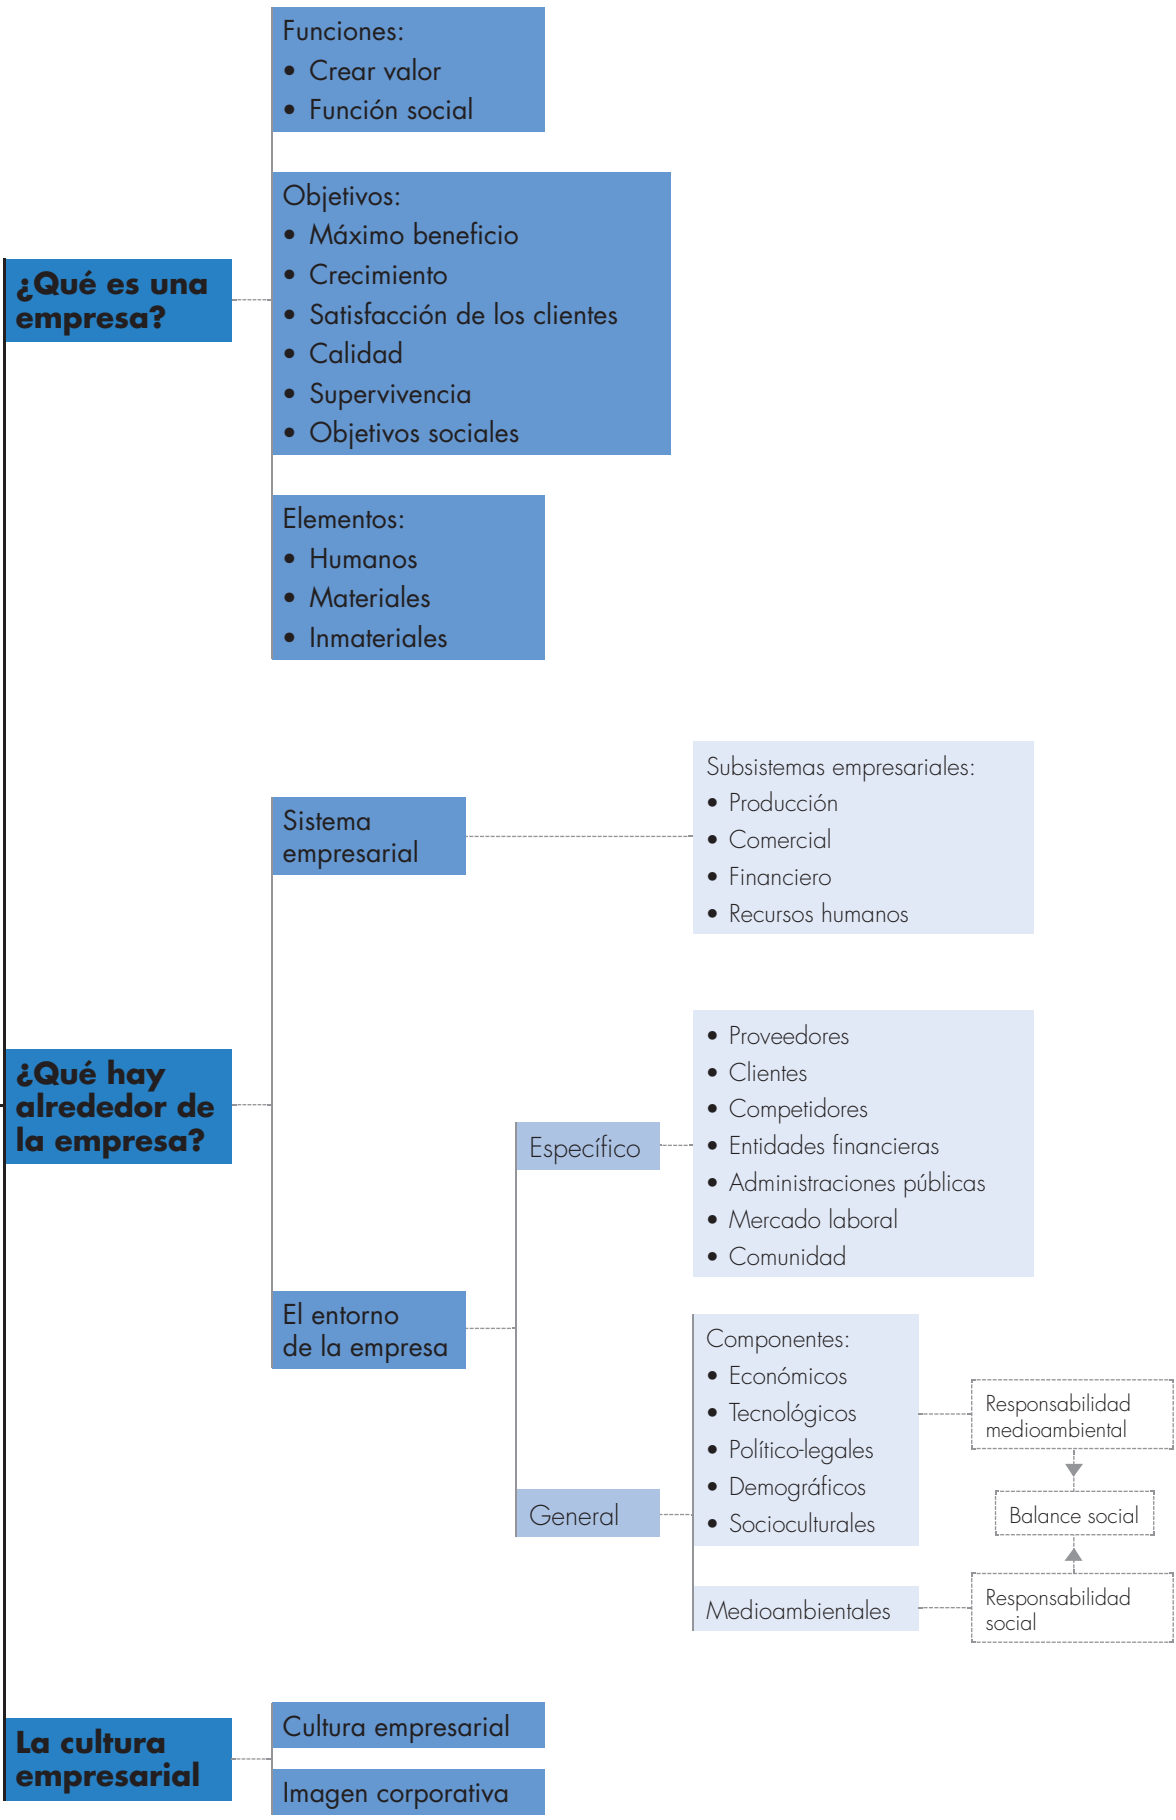 Funciones:
• Crear valor
• Función social
Objetivos:
• Máximo beneficio
• Crecimiento
• Satisfacción de los clientes
• Calidad
• Supervivencia
• Objetivos sociales
¿Qué es una
empresa?
Elementos:
• Humanos
• Materiales
• Inmateriales
Subsistemas empresariales:
• Producción
• Comercial
• Financiero
• Recursos humanos
Sistema
empresarial
¿Qué hay
alrededor de
la empresa?
• Proveedores
• Clientes
• Competidores
• Entidades financieras
• Administraciones públicas
• Mercado laboral
• Comunidad
Específico
El entorno
de la empresa
Componentes:
• Económicos
• Tecnológicos
• Político-legales
• Demográficos
• Socioculturales
General
Medioambientales
Responsabilidad
medioambiental
Balance social
Responsabilidad
social
La cultura
empresarial
Cultura empresarial
Imagen corporativa